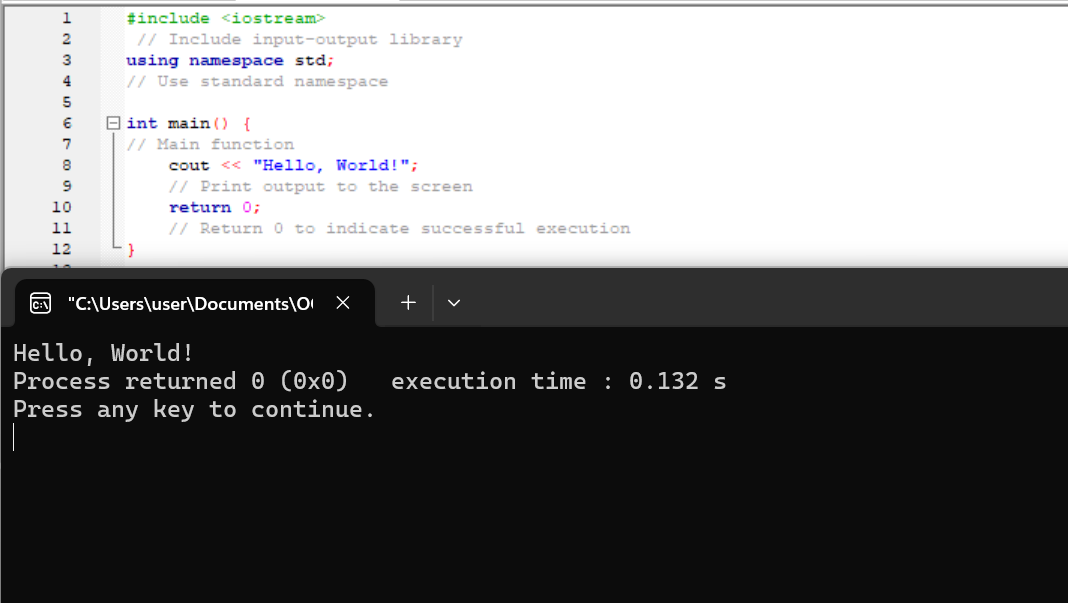 1 #include <iostream>
2 // Include input-output library
3 using namespace std;
4 // Use standard namespace
5
6 int main() {
7 // Main function
8 cout << "Hello, World!";
9 // Print output to the screen
10 return 0;
11 // Return 0 to indicate successful execution
12 }
"C:\Users\user\Documents\O
Hello, World!
Process returned 0 (0x0)   execution time : 0.132 s
Press any key to continue.